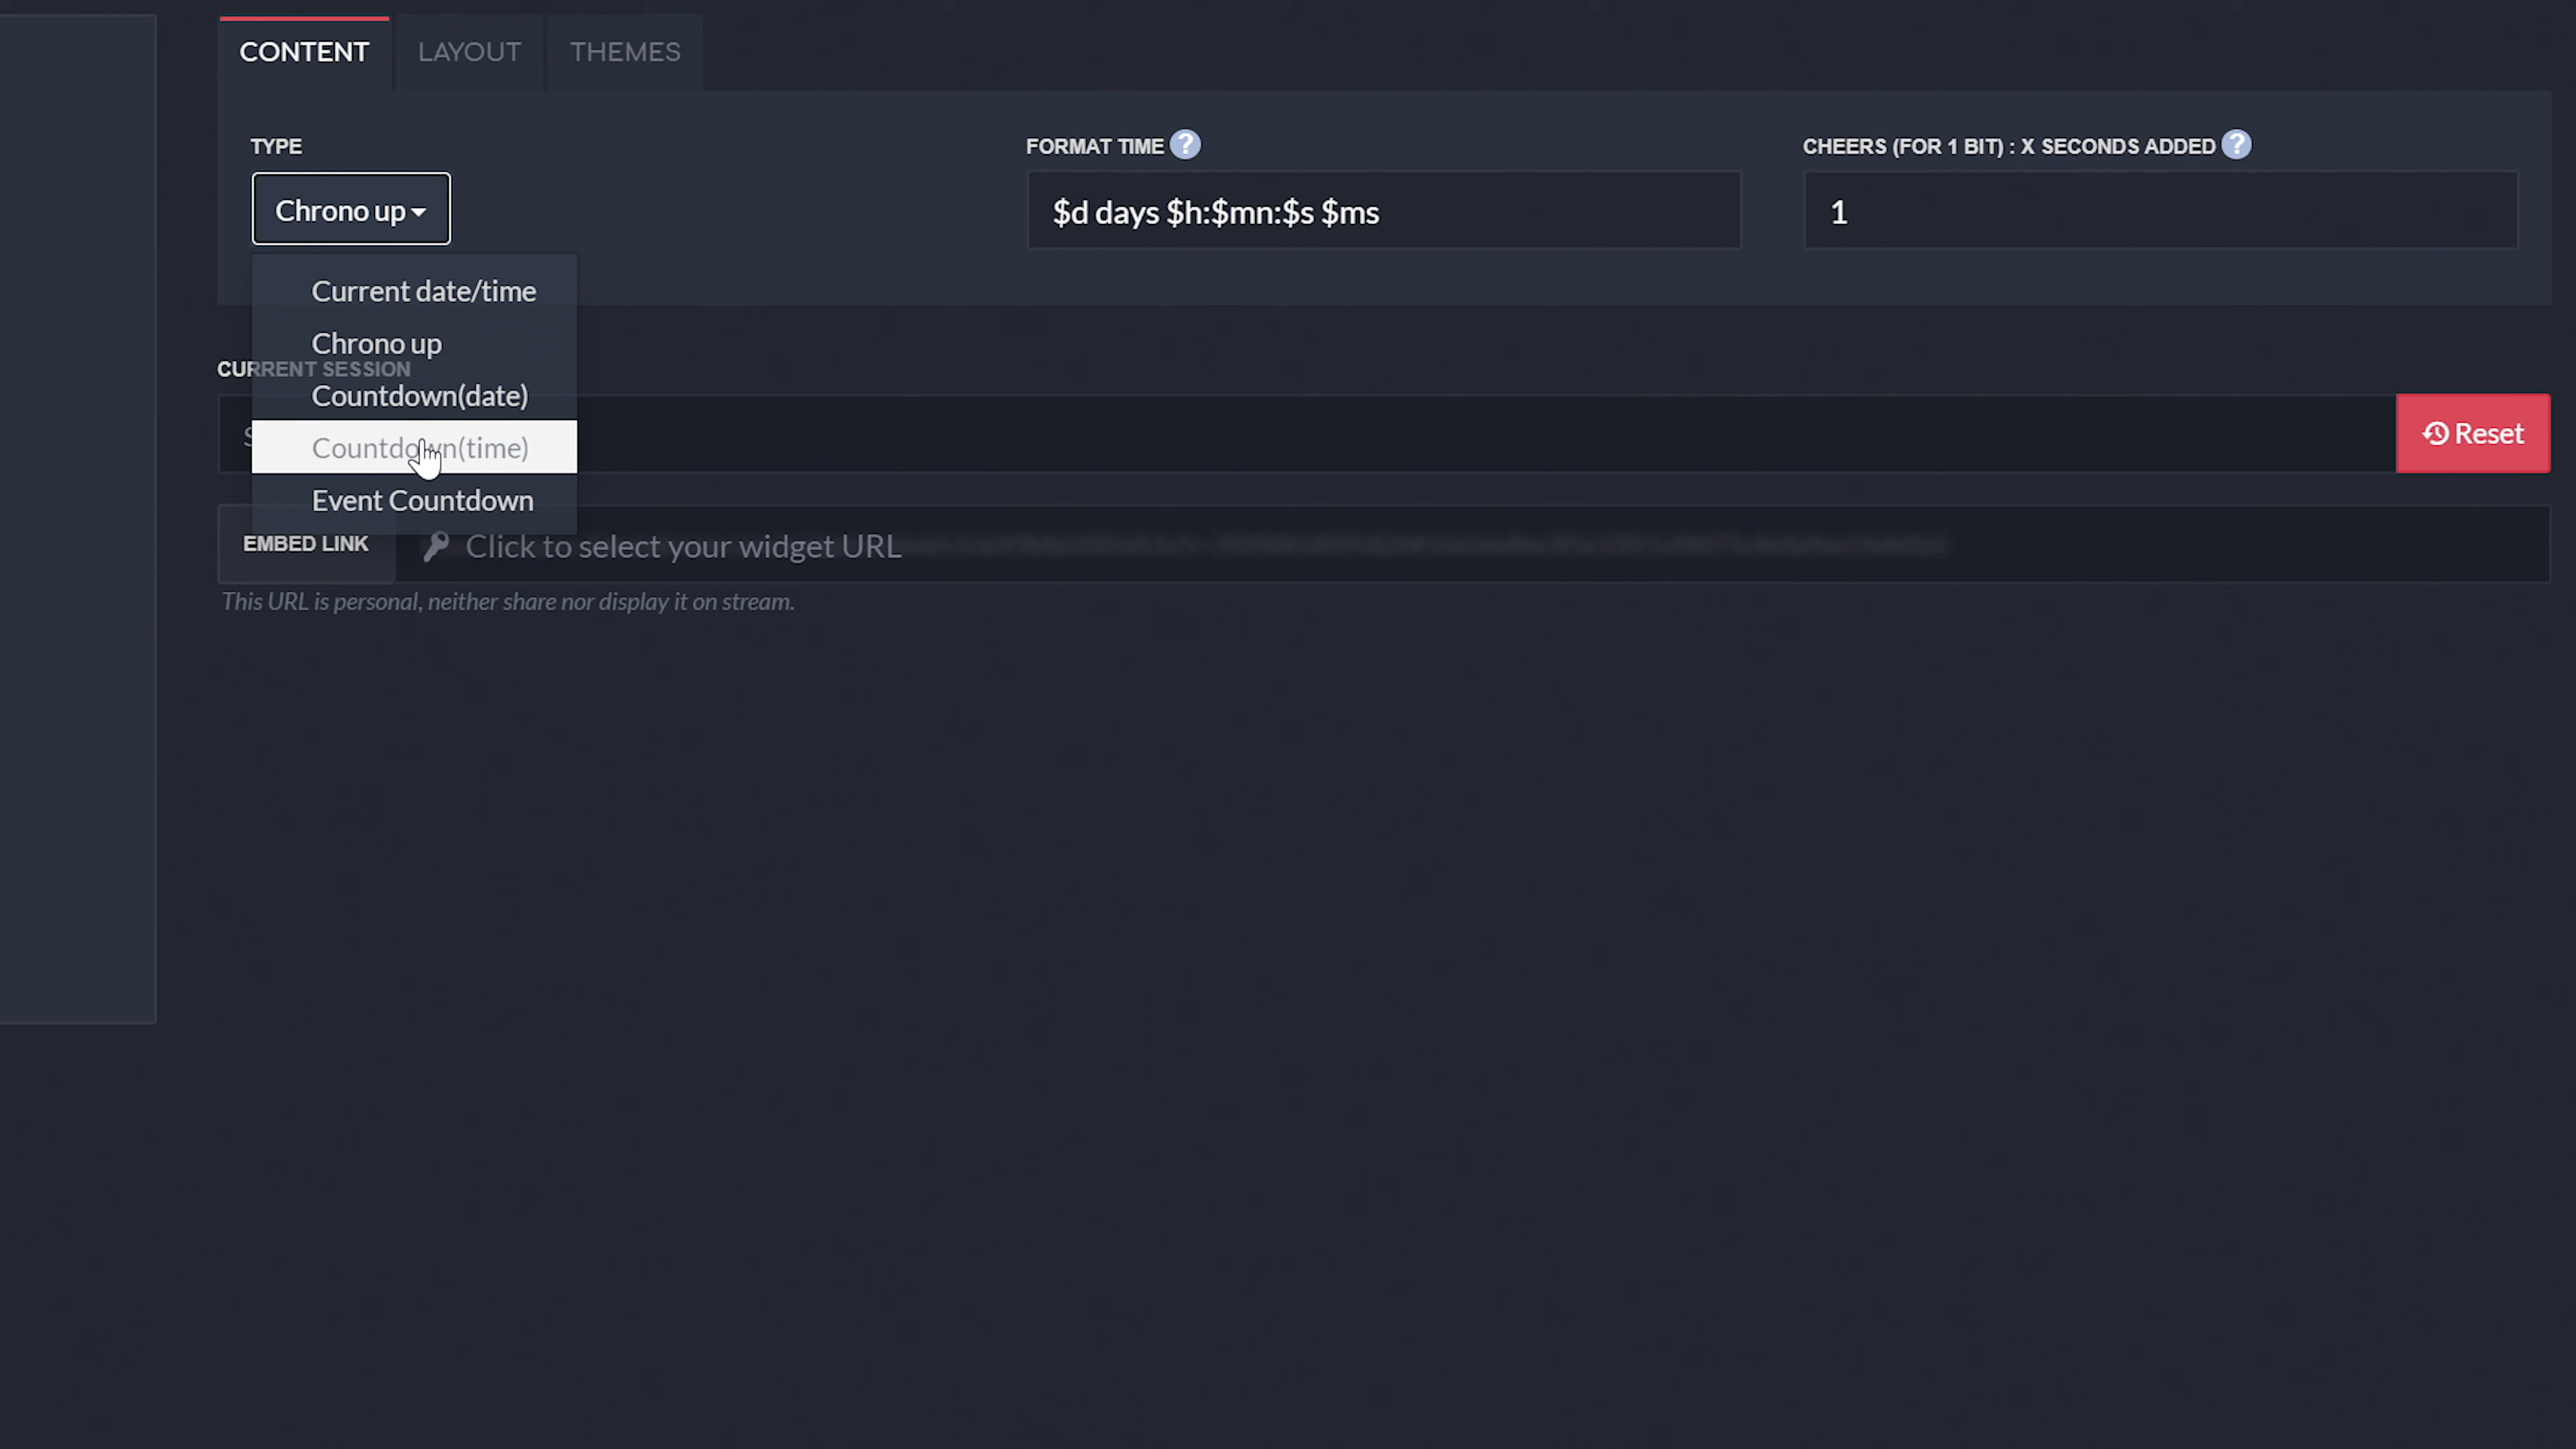 CONTENT LAYOUT THEMES
TYPE
FORMAT TIME ?
CHEERS (FOR 1 BIT) : X SECONDS ADDED ?
Chrono up
$d days $h:$mn:$s $ms
1
Current date/time
Chrono up
CURRENT SESSION
Countdown(date)
Countdown(time)
Reset
Event Countdown
EMBED LINK
Click to select your widget URL
This URL is personal, neither share nor display it on stream.